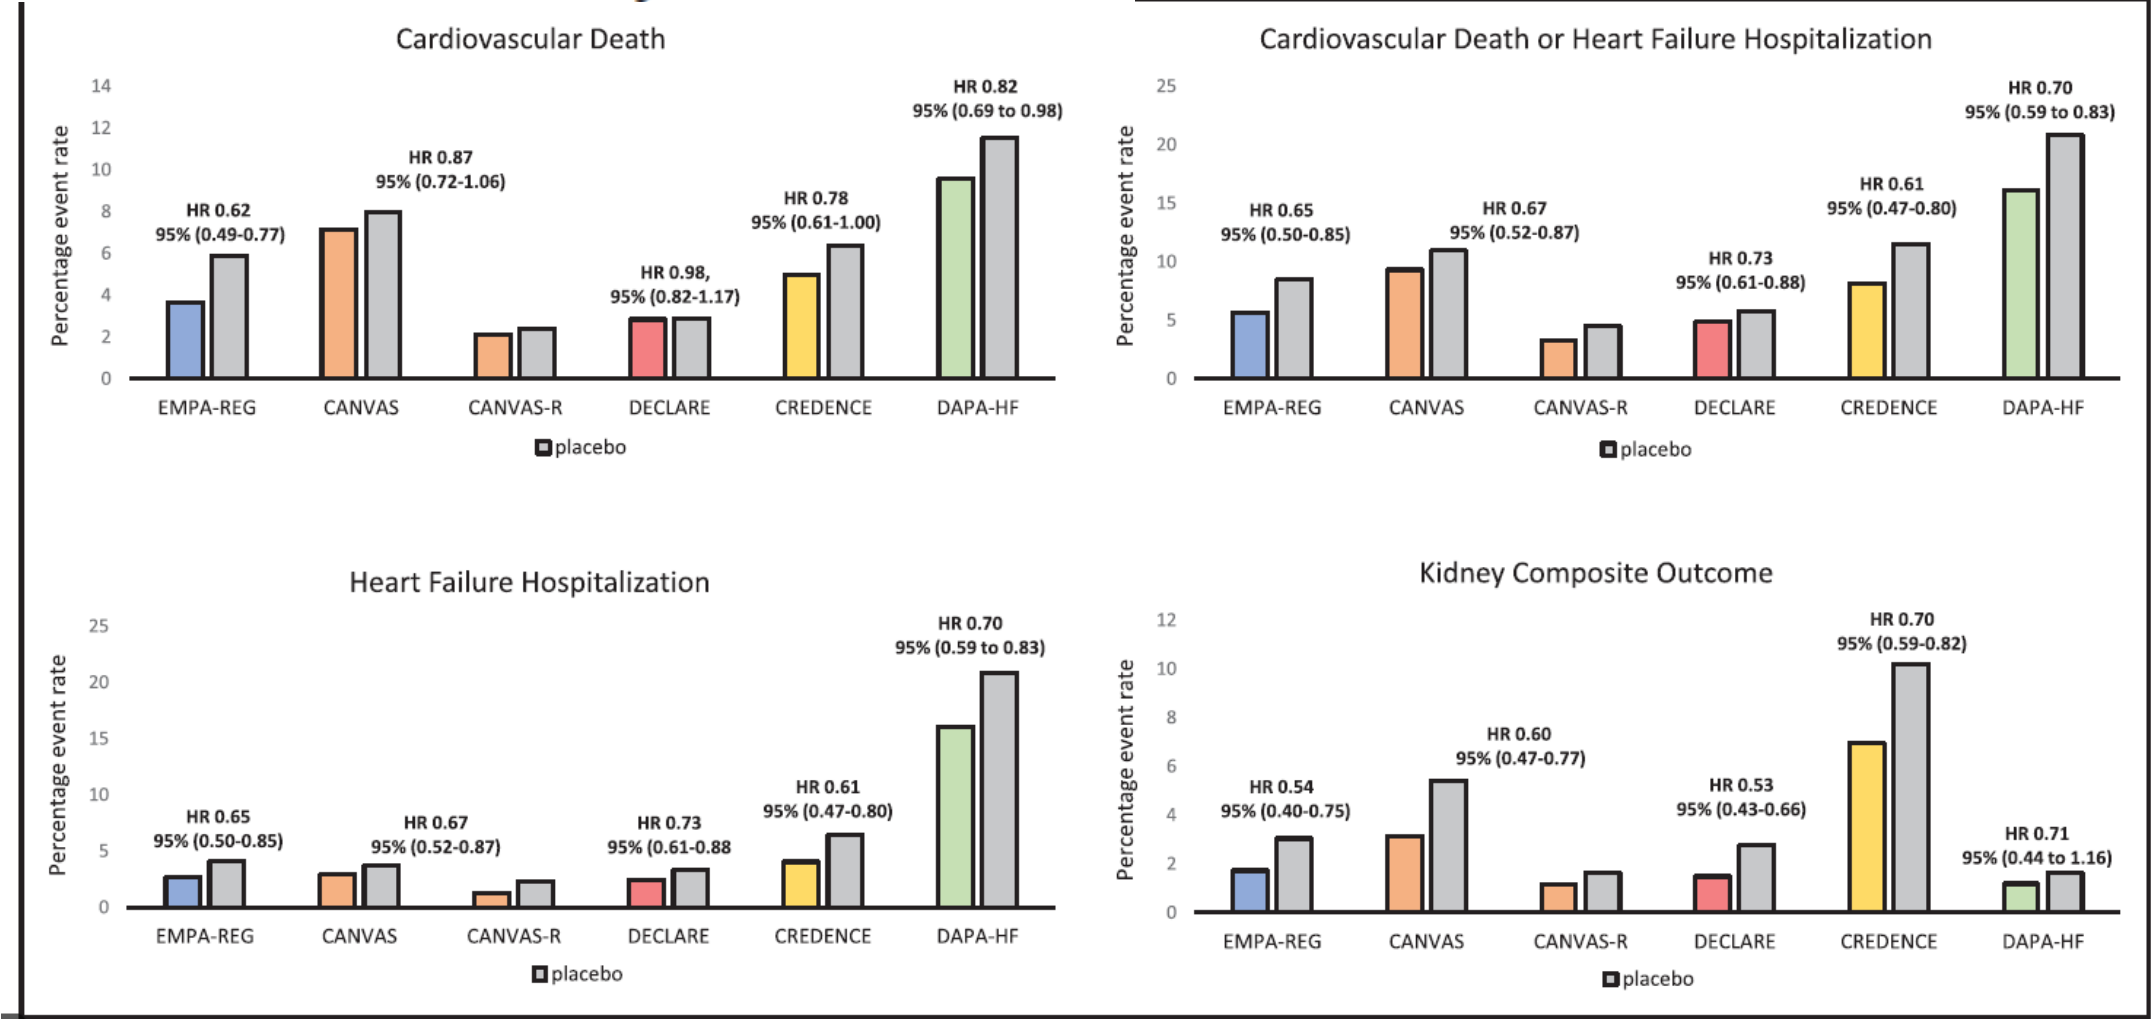 Cardiovascular Death
Percentage event rate
14
12
10
8
6
4
2
0
HR 0.62
95% (0.49-0.77)
HR 0.87
95% (0.72-1.06)
HR 0.98,
95% (0.82-1.17)
HR 0.78
95% (0.61-1.00)
HR 0.82
95% (0.69 to 0.98)
EMPA-REG CANVAS CANVAS-R DECLARE CREDENCE DAPA-HF
placebo
Cardiovascular Death or Heart Failure Hospitalization
Percentage event rate
25
20
15
10
5
0
HR 0.65
95% (0.50-0.85)
HR 0.67
95% (0.52-0.87)
HR 0.73
95% (0.61-0.88)
HR 0.61
95% (0.47-0.80)
HR 0.70
95% (0.59 to 0.83)
EMPA-REG CANVAS CANVAS-R DECLARE CREDENCE DAPA-HF
placebo
Heart Failure Hospitalization
Percentage event rate
25
20
15
10
5
0
HR 0.65
95% (0.50-0.85)
HR 0.67
95% (0.52-0.87)
HR 0.73
95% (0.61-0.88
HR 0.61
95% (0.47-0.80)
HR 0.70
95% (0.59 to 0.83)
EMPA-REG CANVAS CANVAS-R DECLARE CREDENCE DAPA-HF
placebo
Kidney Composite Outcome
Percentage event rate
12
10
8
6
4
2
0
HR 0.54
95% (0.40-0.75)
HR 0.60
95% (0.47-0.77)
HR 0.53
95% (0.43-0.66)
HR 0.70
95% (0.59-0.82)
HR 0.71
95% (0.44 to 1.16)
EMPA-REG CANVAS CANVAS-R DECLARE CREDENCE DAPA-HF
placebo